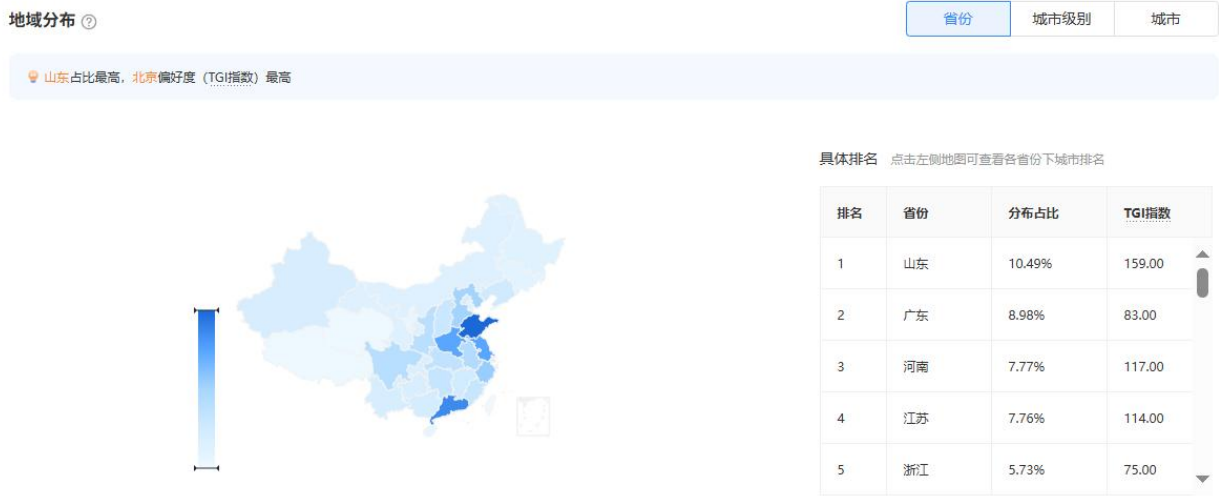 地域分布
省份 城市级别 城市
山东占比最高，北京偏好度（TGI指数）最高
具体排名 点击左侧地图可查看各省份下城市排名
排名 省份 分布占比 TGI指数
1 山东 10.49% 159.00
2 广东 8.98% 83.00
3 河南 7.77% 117.00
4 江苏 7.76% 114.00
5 浙江 5.73% 75.00